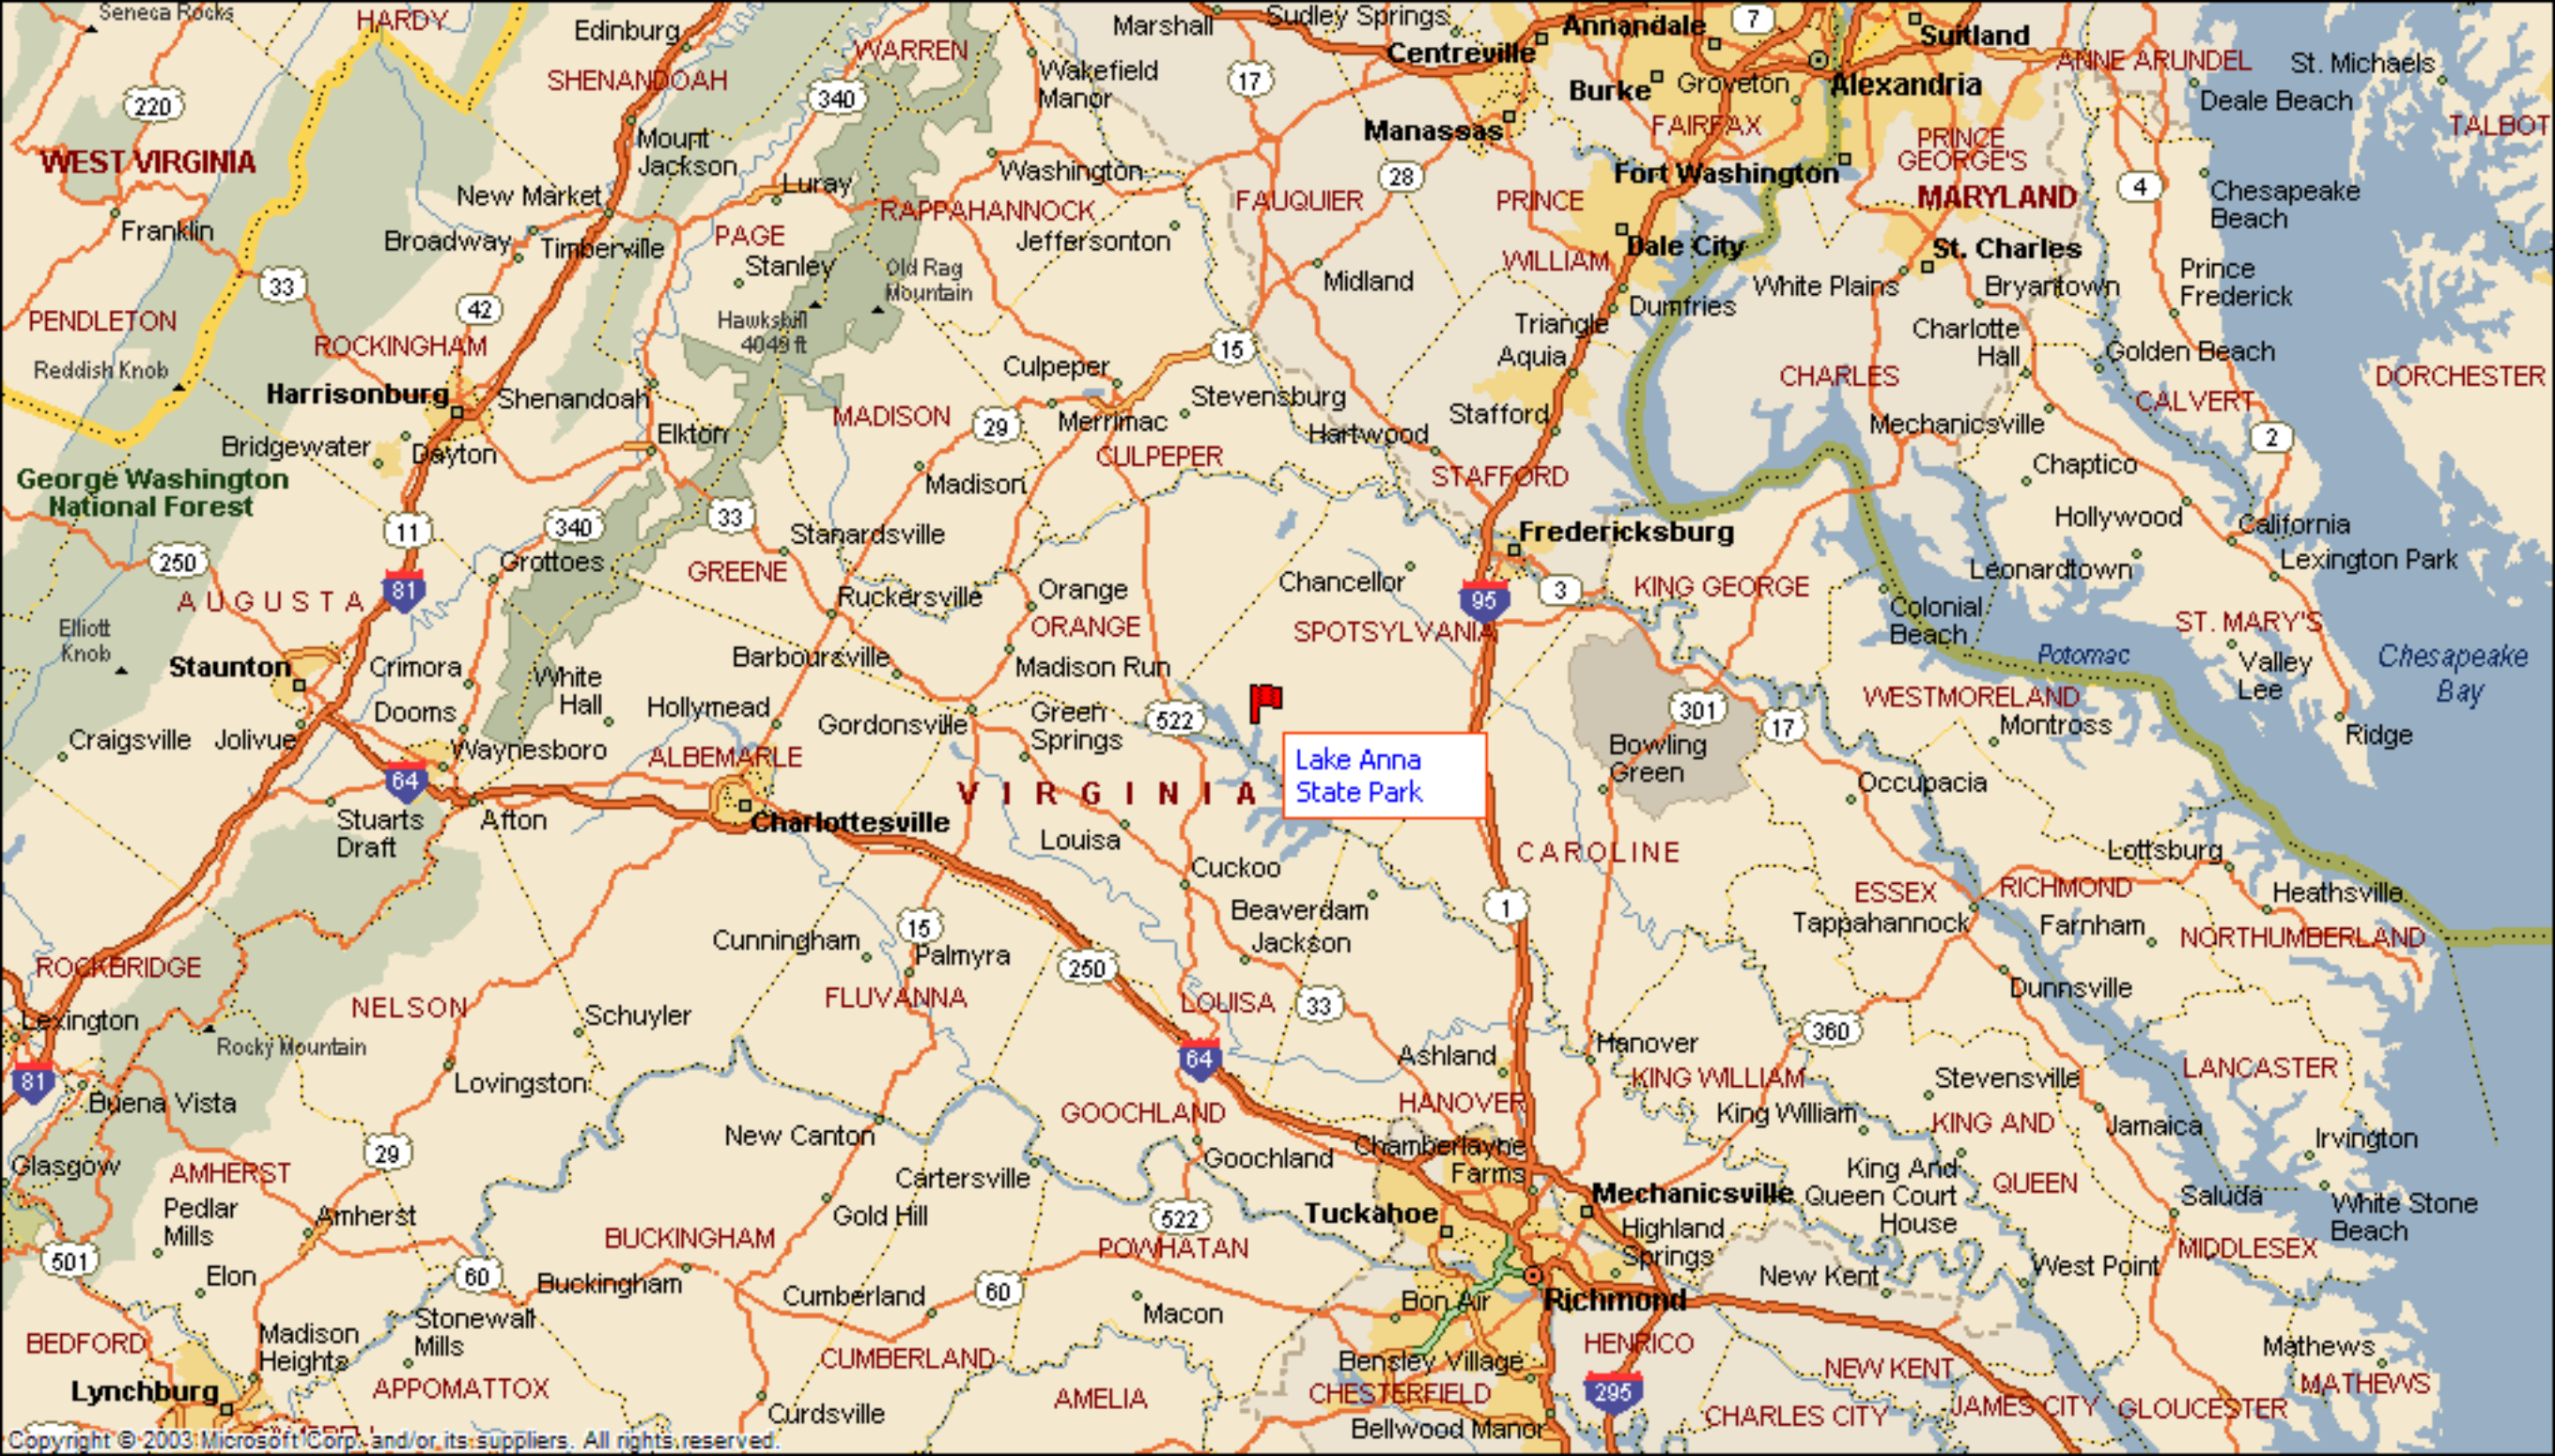 Seneca Rocks
HARDY
Edinburg
Marshall
Sudley Springs
Annandale
7
Suitland
SHENANDOAH
WARREN
Wakefield
Manor
Centreville
ANNE ARUNDEL
St. Michaels
220
340
17
Burke
Groveton
Alexandria
Deale Beach
Mount
Jackson
Manassas
FAIRFAX
PRINCE
GEORGE'S
TALBOT
WEST VIRGINIA
New Market
Luray
Washington
28
Fort Washington
MARYLAND
4
Chesapeake
Beach
Franklin
Broadway
Timberville
PAGE
RAPPAHANNOCK
Jeffersonton
FAUQUIER
PRINCE
WILLIAM
Dale City
St. Charles
33
42
Stanley
Old Rag
Mountain
Midland
White Plains
Bryantown
Prince
Frederick
PENDLETON
ROCKINGHAM
Hawksbill
4049 ft
15
Triangle
Dumfries
Charlotte
Hall
Golden Beach
Reddish Knob
Culpeper
Aquia
CHARLES
DORCHESTER
Harrisonburg
Shenandoah
MADISON
29
Merrimac
Stevensburg
Stafford
Mechanicsville
CALVERT
2
Bridgewater
Dayton
Elkton
CULPEPER
Hartwood
STAFFORD
Chaptico
George Washington
National Forest
Madison
Hollywood
California
11
340
33
Stanardsville
Fredericksburg
Lexington Park
250
Grottoes
GREENE
Chancellor
Leonardtown
81
AUGUSTA
Ruckersville
Orange
95
3
KING GEORGE
Colonial
Beach
ST. MARY'S
Elliott
Knob
ORANGE
SPOTSYLVANIA
Potomac
Valley
Lee
Chesapeake
Bay
Staunton
Crimora
White
Hall
Barboursville
Madison Run
WESTMORELAND
Dooms
Hollymead
Gordonsville
Green
Springs
522
301
17
Montross
Ridge
Craigsville
Jolivue
Waynesboro
ALBEMARLE
Lake Anna
State Park
Bowling
Green
64
VIRGINIA
Occupacia
Stuarts
Draft
Afton
Charlottesville
Louisa
CAROLINE
Lottsburg
Cuckoo
ESSEX
RICHMOND
Heathsville
15
Beaverdam
1
Tappahannock
Farnham
NORTHUMBERLAND
Cunningham
Palmyra
250
Jackson
ROCKBRIDGE
NELSON
FLUVANNA
LOUISA
33
Dunnsville
Lexington
Schuyler
360
Rocky Mountain
64
Ashland
Hanover
LANCASTER
81
Lovingston
KING WILLIAM
Stevensville
Buena Vista
GOOCHLAND
HANOVER
King William
KING AND
QUEEN
Jamaica
Irvington
New Canton
Goochland
Chamberlayne
Farms
29
Glasgow
AMHERST
Cartersville
King And
Queen Court
House
Pedlar
Mills
Amherst
Gold Hill
522
Tuckahoe
Mechanicsville
Saluda
White Stone
Beach
501
BUCKINGHAM
POWHATAN
Highland
Springs
MIDDLESEX
Elon
60
Buckingham
Cumberland
60
Macon
Bon Air
Richmond
New Kent
West Point
Stonewall
Mills
BEDFORD
Madison
Heights
CUMBERLAND
Bensley Village
HENRICO
NEW KENT
Mathews
Lynchburg
APPOMATTOX
AMELIA
CHESTERFIELD
295
MATHEWS
Curdsville
Bellwood Manor
CHARLES CITY
JAMES CITY
GLOUCESTER
Copyright © 2003 Microsoft Corp. and/or its suppliers. All rights reserved.